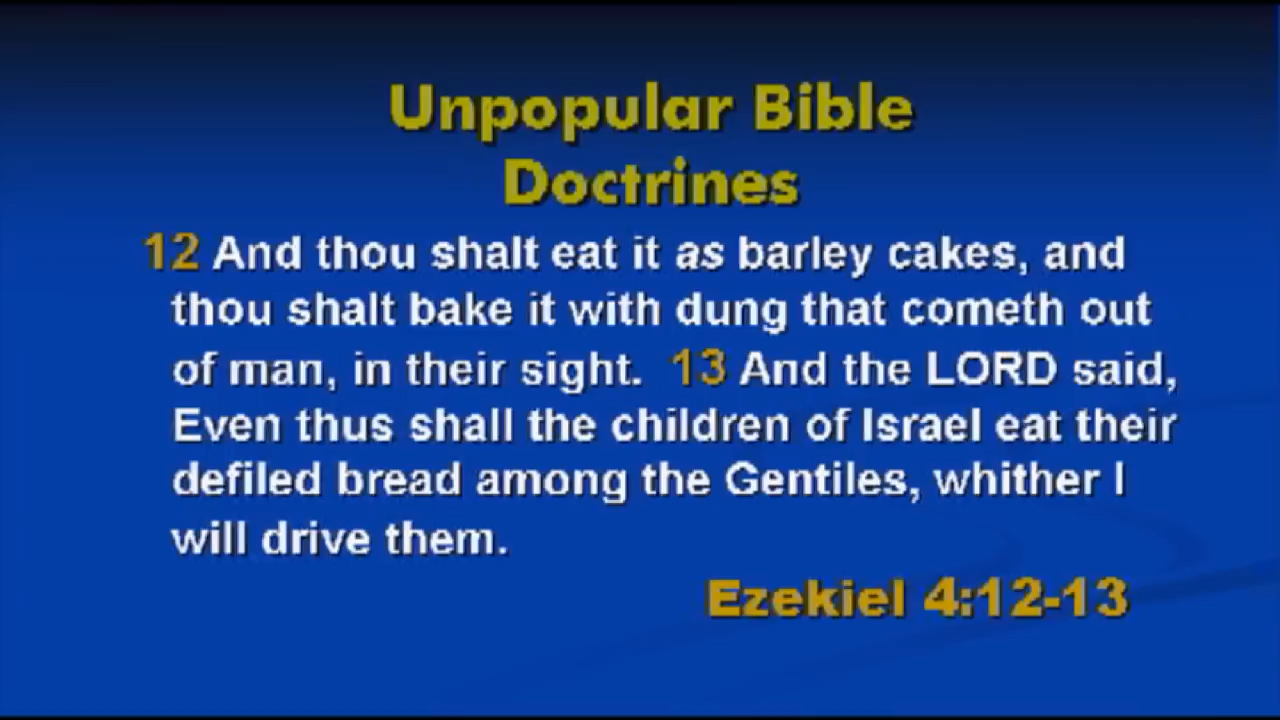 Unpopular Bible
Doctrines
12 And thou shalt eat it as barley cakes, and
thou shalt bake it with dung that cometh out
of man, in their sight. 13 And the LORD said,
Even thus shall the children of Israel eat their
defiled bread among the Gentiles, whither I
will drive them.
Ezekiel 4:12-13